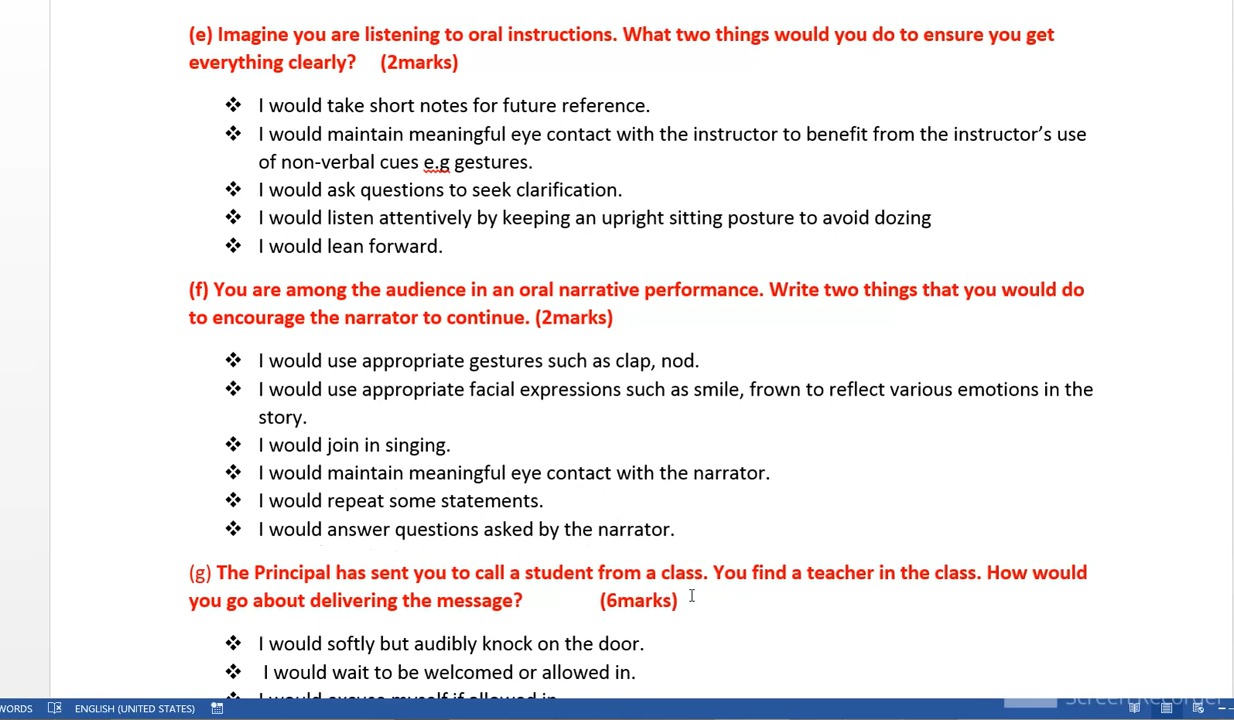 (e) Imagine you are listening to oral instructions. What two things would you do to ensure you get
everything clearly? (2marks)
❖ I would take short notes for future reference.
❖ I would maintain meaningful eye contact with the instructor to benefit from the instructor's use
of non-verbal cues e.g gestures.
❖ I would ask questions to seek clarification.
❖ I would listen attentively by keeping an upright sitting posture to avoid dozing
❖ I would lean forward.
(f) You are among the audience in an oral narrative performance. Write two things that you would do
to encourage the narrator to continue. (2marks)
❖ I would use appropriate gestures such as clap, nod.
❖ I would use appropriate facial expressions such as smile, frown to reflect various emotions in the
story.
❖ I would join in singing.
❖ I would maintain meaningful eye contact with the narrator.
❖ I would repeat some statements.
❖ I would answer questions asked by the narrator.
(g) The Principal has sent you to call a student from a class. You find a teacher in the class. How would
you go about delivering the message? (6marks)
❖ I would softly but audibly knock on the door.
❖ I would wait to be welcomed or allowed in.
❖ I would excuse myself if allowed in
WORDS ENGLISH (UNITED STATES)
Screen Recorder